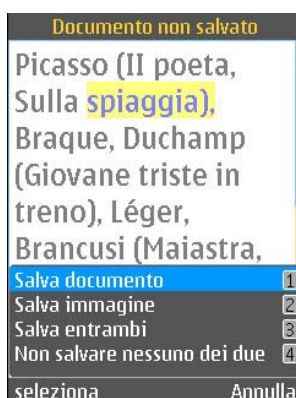 Documento non salvato
Picasso (II poeta,
Sulla spiaggia),
Braque, Duchamp
(Giovane triste in
treno), Léger,
Brancusi (Maiastra,
Salva documento 1
Salva immagine 2
Salva entrambi 3
Non salvare nessuno dei due 4
seleziona Annulla